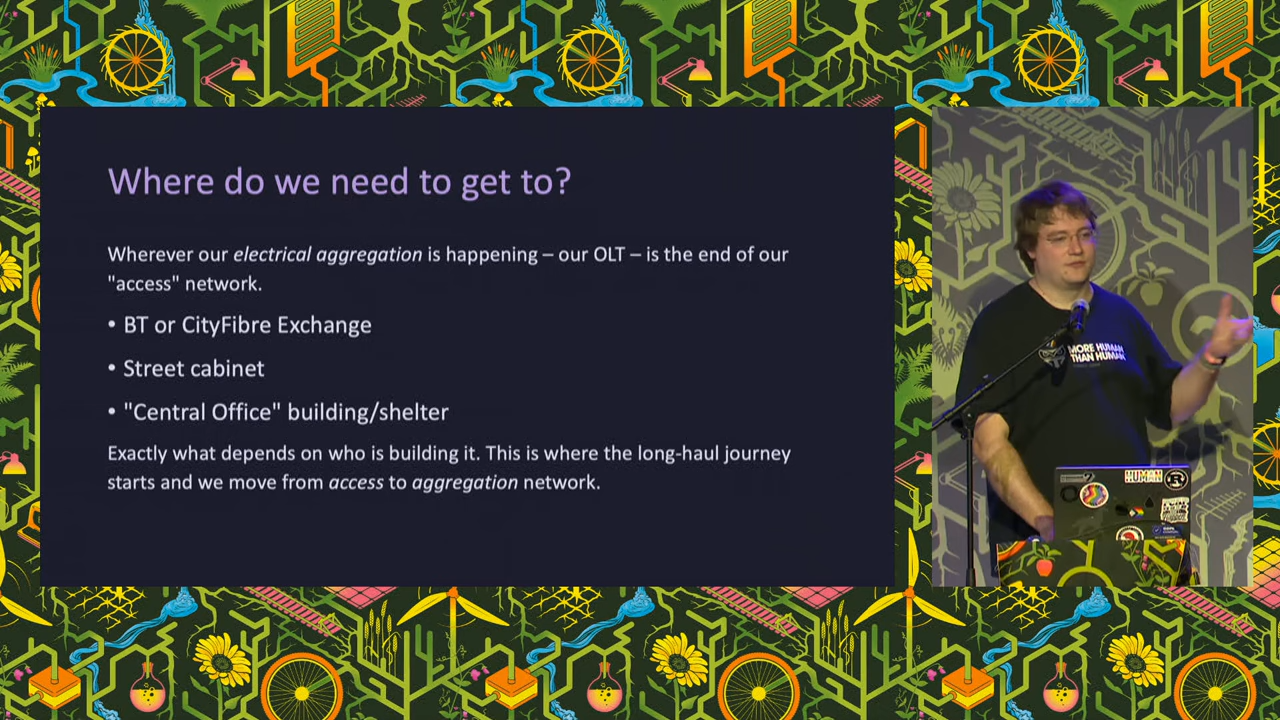 Where do we need to get to?
Wherever our electrical aggregation is happening – our OLT – is the end of our
"access" network.
• BT or CityFibre Exchange
• Street cabinet
• "Central Office" building/shelter
Exactly what depends on who is building it. This is where the long-haul journey
starts and we move from access to aggregation network.
MORE HUMAN
THAN HUMAN
HUMAN